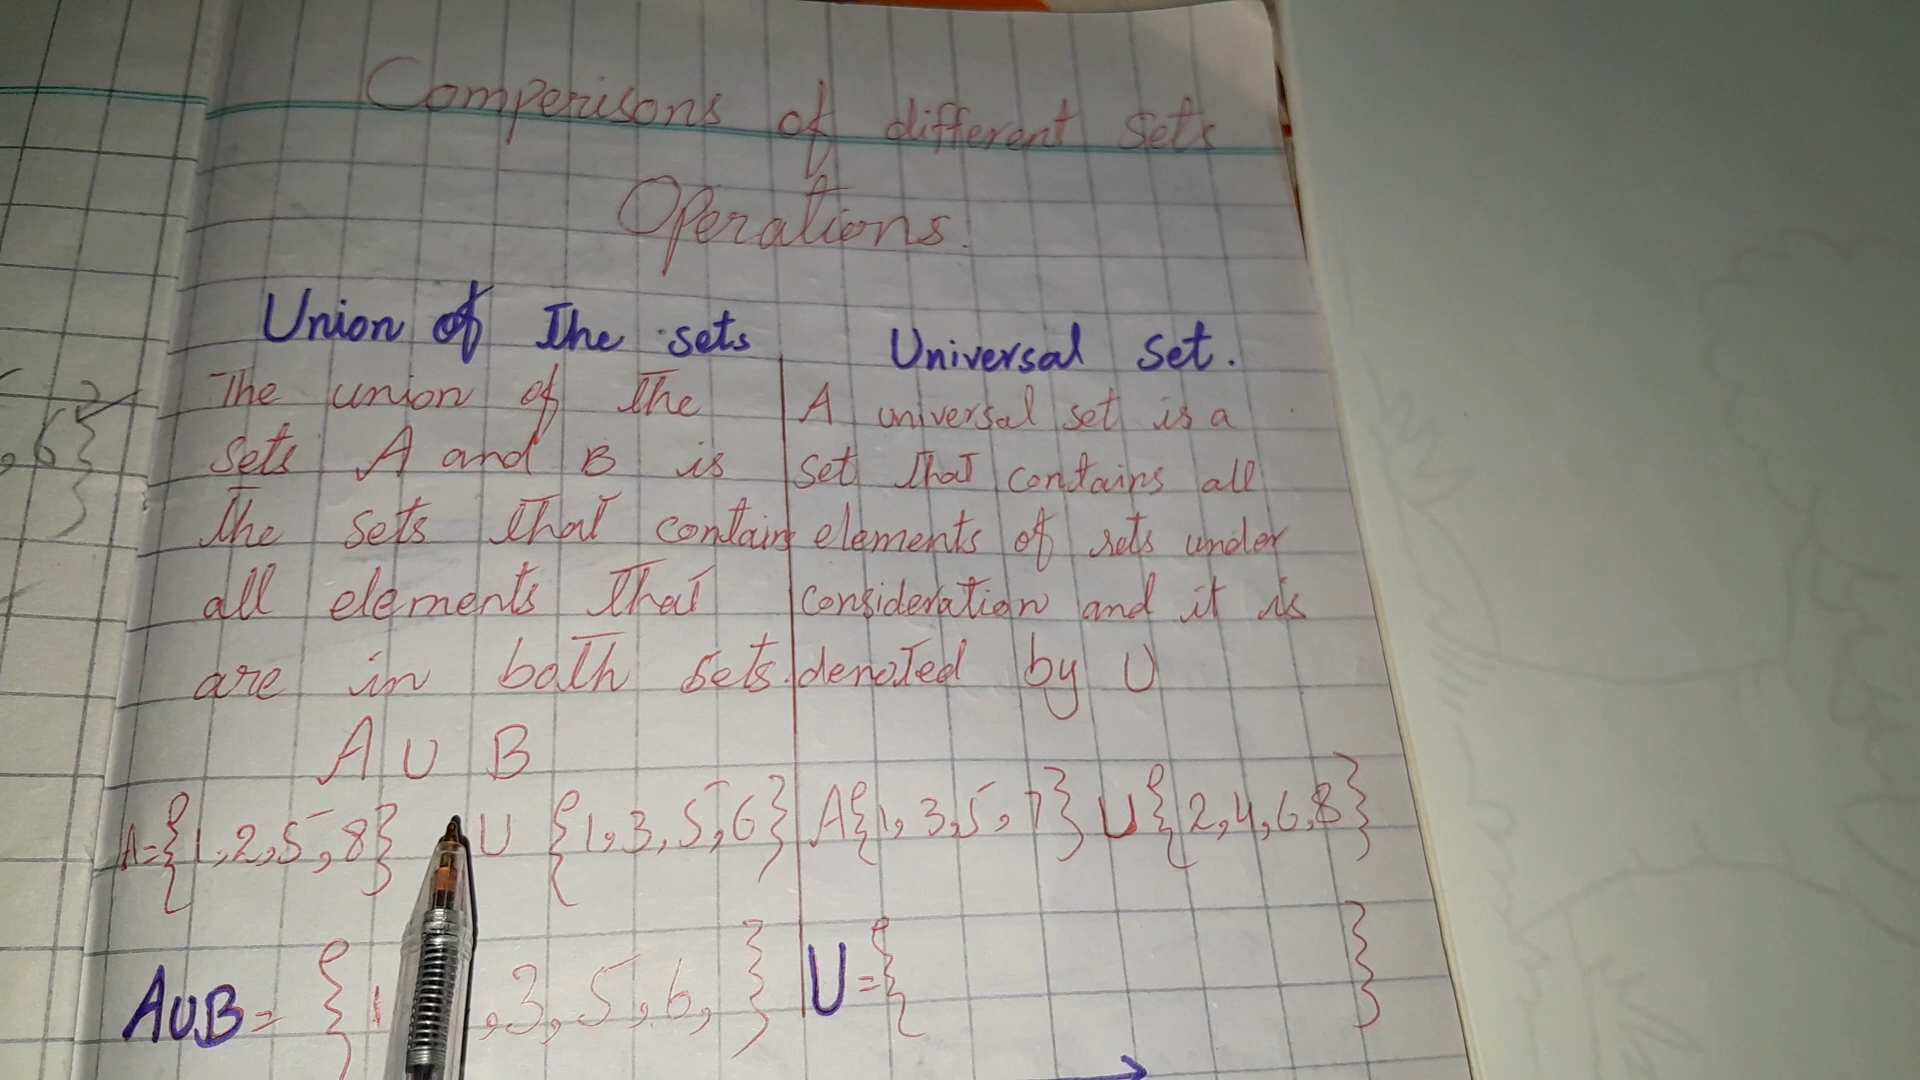 Comperisons of different sets
Operations.
Union of the sets
The union of the
sets A and B is
the sets that contains
all elements that
are in both sets.
A U B
A={1,2,5,8} U {1,3,5,6}
AUB= {1 ,3,5,6, }
Universal set.
A universal set is a
set that contains all
elements of sets under
consideration and it is
denoted by U
A{1,3,5,7} U {2,4,6,8}
U={ }
,6}
}